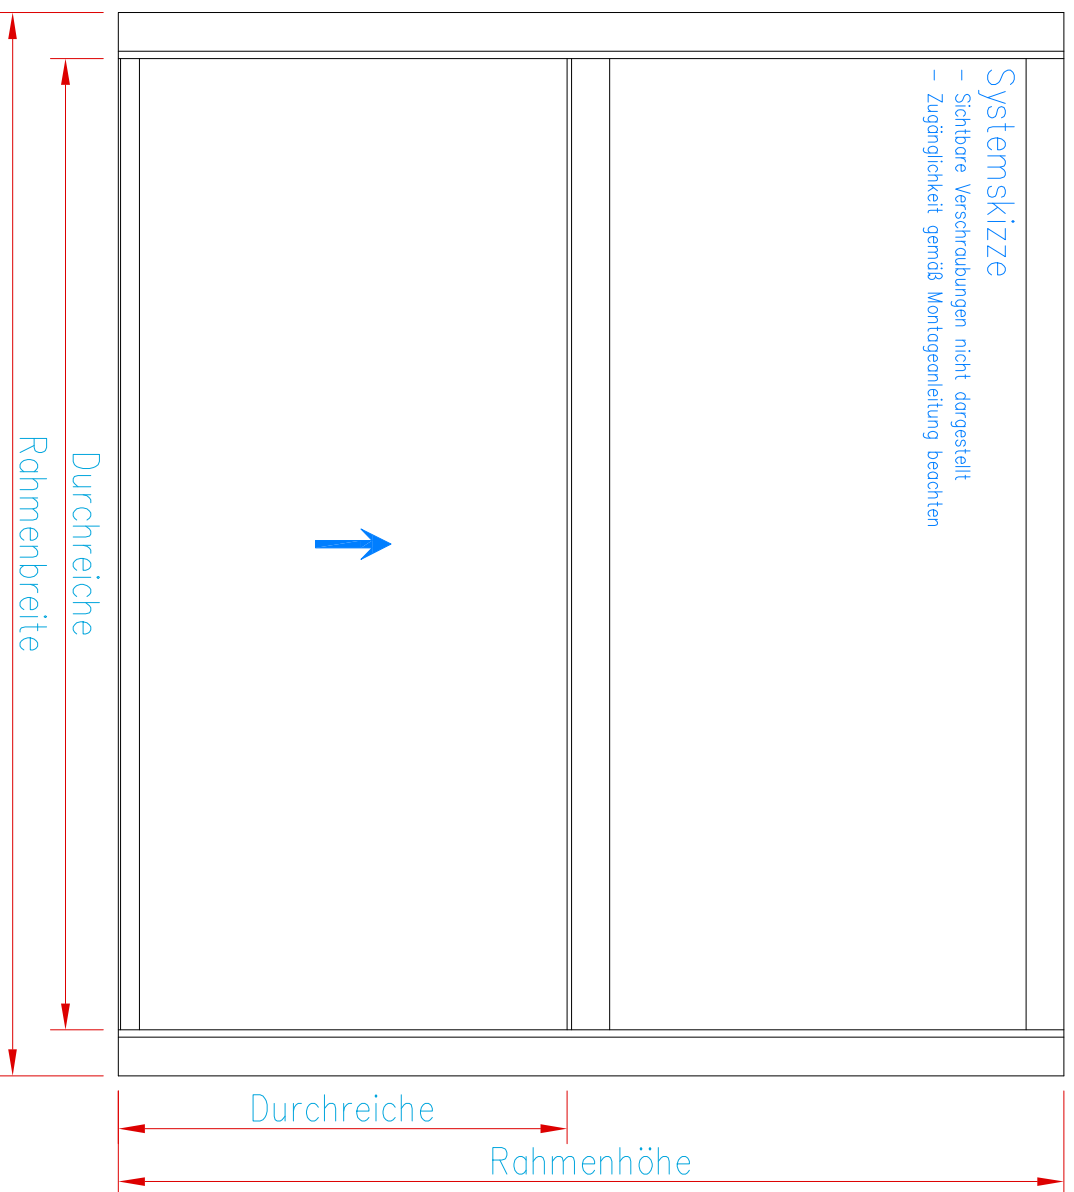 Systemskizze
- Sichtbare Verschraubungen nicht dargestellt
- Zugänglichkeit gemäß Montageanleitung beachten
Durchreiche
Rahmenbreite
Durchreiche
Rahmenhöhe